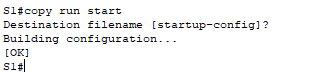 S1#copy run start
Destination filename [startup-config]?
Building configuration...
[OK]
S1#